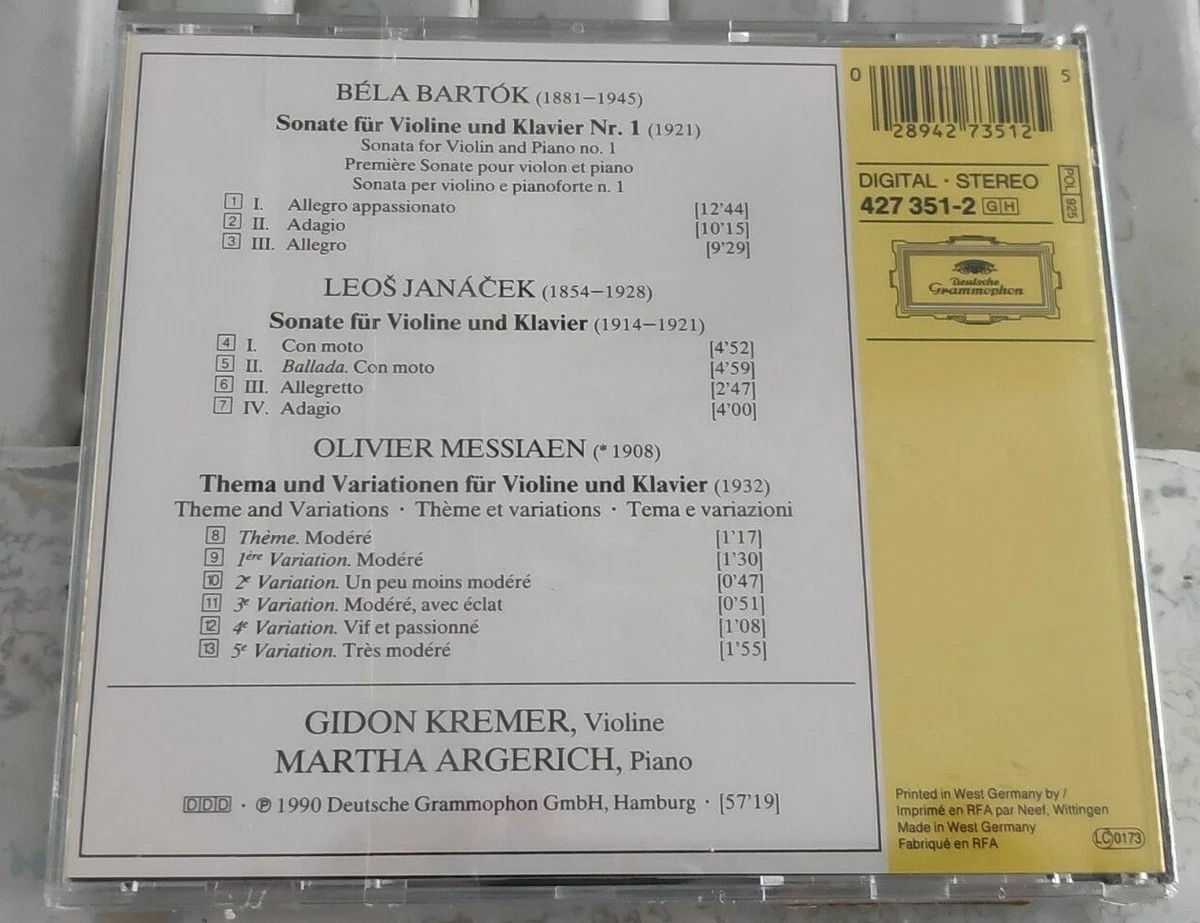 BÉLA BARTÓK (1881–1945)
Sonate für Violine und Klavier Nr. 1 (1921)
Sonata for Violin and Piano no. 1
Première Sonate pour violon et piano
Sonata per violino e pianoforte n. 1
1 I. Allegro appassionato [12'44]
2 II. Adagio [10'15]
3 III. Allegro [9'29]
LEOŠ JANÁČEK (1854–1928)
Sonate für Violine und Klavier (1914–1921)
4 I. Con moto [4'52]
5 II. Ballada. Con moto [4'59]
6 III. Allegretto [2'47]
7 IV. Adagio [4'00]
OLIVIER MESSIAEN (* 1908)
Thema und Variationen für Violine und Klavier (1932)
Theme and Variations · Thème et variations · Tema e variazioni
8 Thème. Modéré [1'17]
9 1ère Variation. Modéré [1'30]
10 2e Variation. Un peu moins modéré [0'47]
11 3e Variation. Modéré, avec éclat [0'51]
12 4e Variation. Vif et passionné [1'08]
13 5e Variation. Très modéré [1'55]
GIDON KREMER, Violine
MARTHA ARGERICH, Piano
DDD · ℗ 1990 Deutsche Grammophon GmbH, Hamburg · [57'19]
0 28942 73512 5
DIGITAL · STEREO
427 351-2 GH
POL 925
Deutsche
Grammophon
Printed in West Germany by /
Imprimé en RFA par Neef, Wittingen
Made in West Germany
Fabriqué en RFA
LC 0173